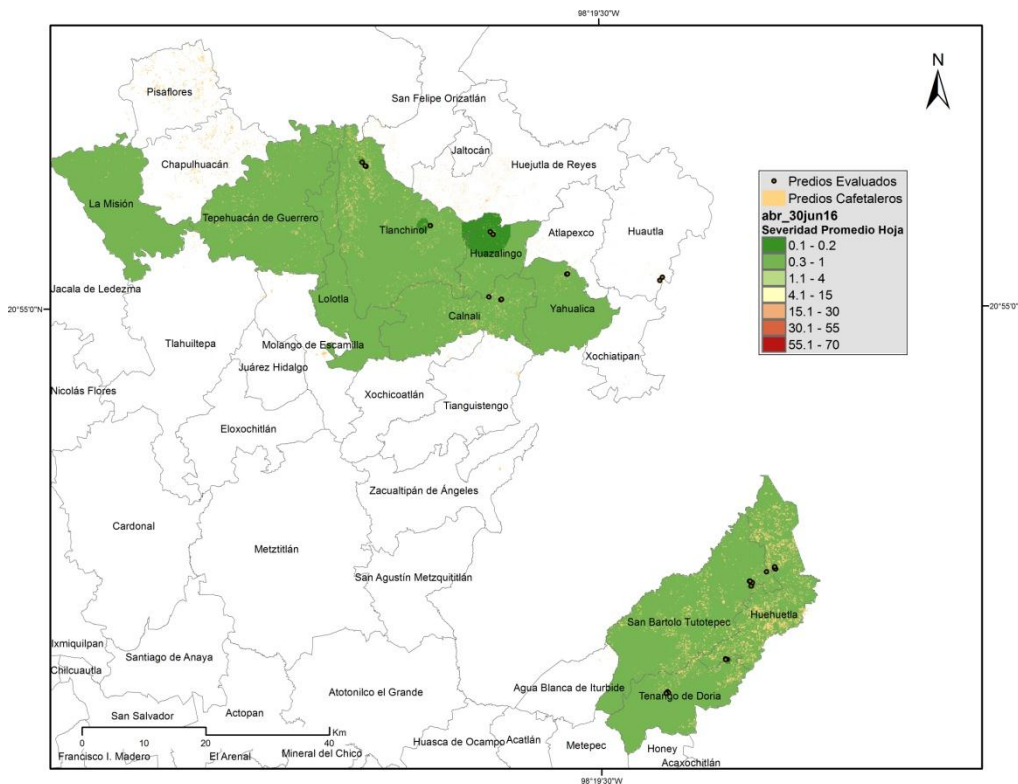 98°19'30"W
N
Pisaflores
San Felipe Orizatlán
Jaltocán
Chapulhuacán
Huejutla de Reyes
Predios Evaluados
Predios Cafetaleros
abr_30jun16
Severidad Promedio Hoja
0.1 - 0.2
0.3 - 1
1.1 - 4
4.1 - 15
15.1 - 30
30.1 - 55
55.1 - 70
La Misión
Tepehuacán de Guerrero
Tlanchinol
Atlapexco
Huautla
Huazalingo
Jacala de Ledezma
Lolotla
Yahualica
20°55'0"N
20°55'0"N
Calnali
Tlahuiltepa
Molango de Escamilla
Xochiatipan
Juárez Hidalgo
Nicolás Flores
Xochicoatlán
Tianguistengo
Eloxochitlán
Zacualtipán de Ángeles
Cardonal
Metztitlán
San Agustín Metzquititlán
Huehuetla
San Bartolo Tutotepec
Ixmiquilpan
Santiago de Anaya
Chilcuautla
Agua Blanca de Iturbide
Atotonilco el Grande
Tenango de Doria
San Salvador
Actopan
0 10 20 40
Km
Huasca de Ocampo
Acatlán
Metepec
Honey
Francisco I. Madero
El Arenal
Mineral del Chico
Acaxochitlán
98°19'30"W